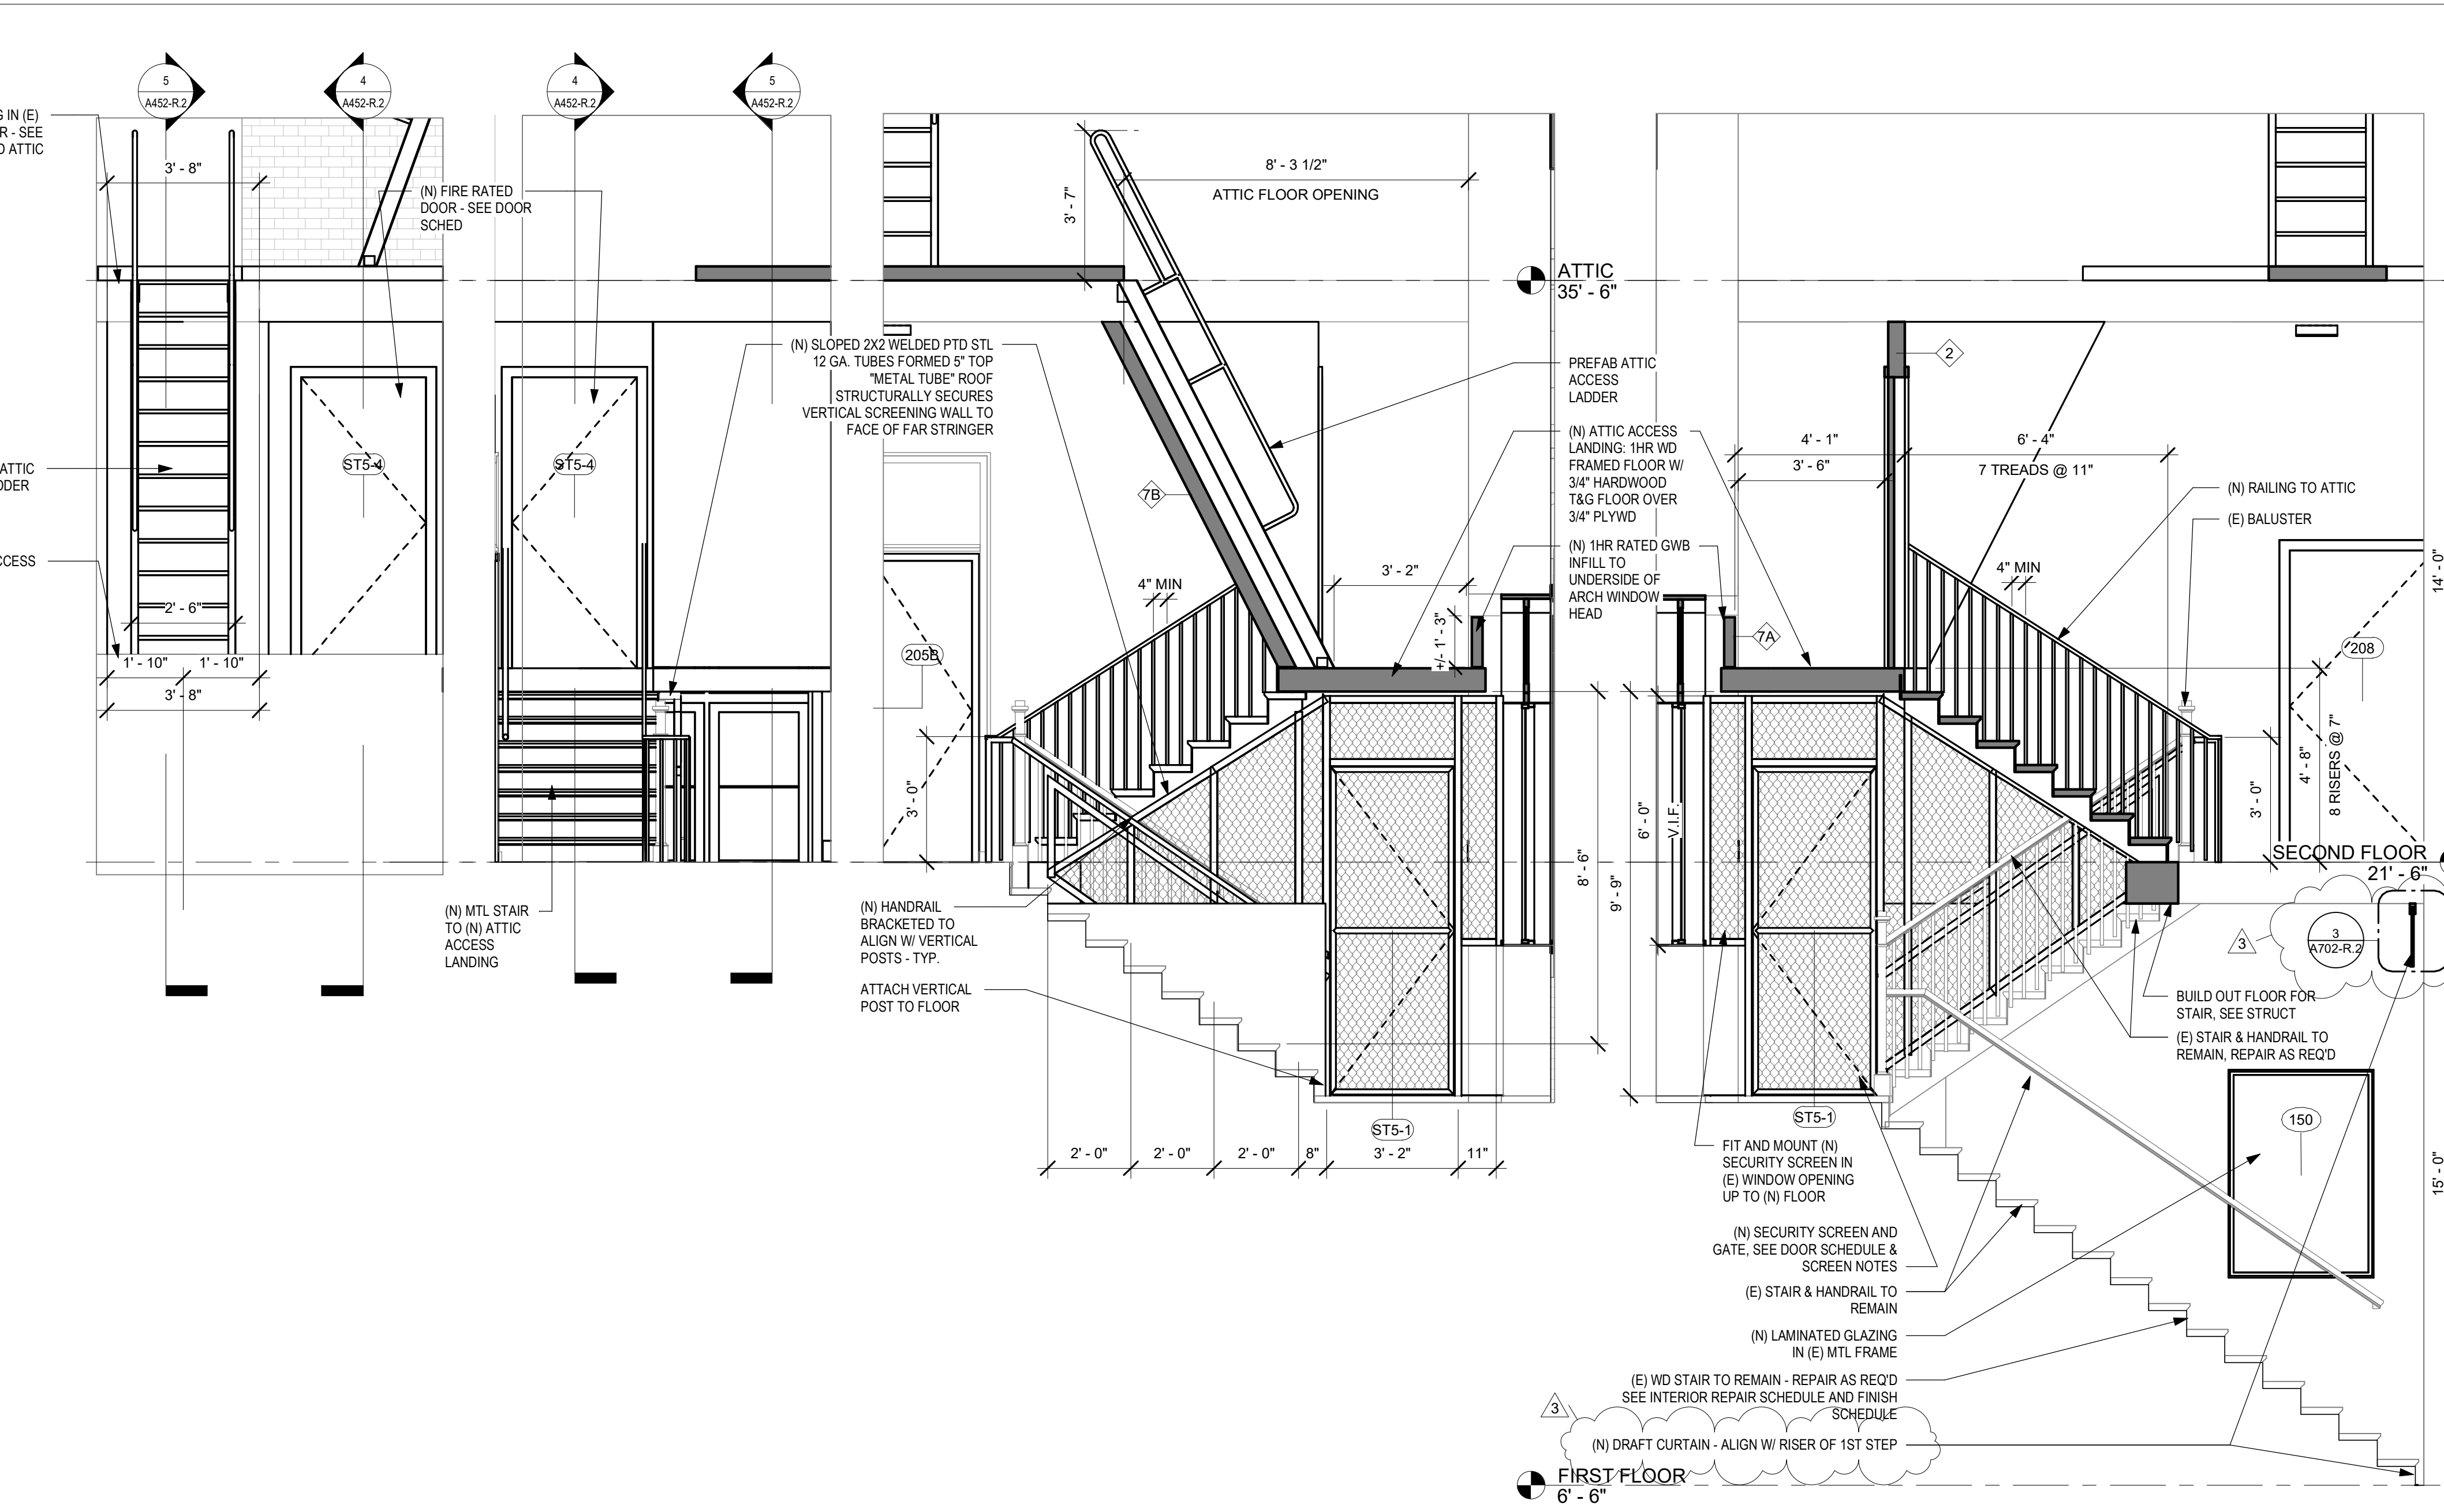 5
A452-R.2
4
A452-R.2
4
A452-R.2
5
A452-R.2
IN (E)
R - SEE
ATTIC
3' - 8"
(N) FIRE RATED
DOOR - SEE DOOR
SCHED
ST5-4
ATTIC
DDER
CCESS
2' - 6"
1' - 10"
1' - 10"
3' - 8"
ST5-4
(N) MTL STAIR
TO (N) ATTIC
ACCESS
LANDING
(N) SLOPED 2X2 WELDED PTD STL
12 GA. TUBES FORMED 5" TOP
"METAL TUBE" ROOF
STRUCTURALLY SECURES
VERTICAL SCREENING WALL TO
FACE OF FAR STRINGER
3' - 7"
8' - 3 1/2"
ATTIC FLOOR OPENING
ATTIC
35' - 6"
7B
PREFAB ATTIC
ACCESS
LADDER
(N) ATTIC ACCESS
LANDING: 1HR WD
FRAMED FLOOR W/
3/4" HARDWOOD
T&G FLOOR OVER
3/4" PLYWD
(N) 1HR RATED GWB
INFILL TO
UNDERSIDE OF
ARCH WINDOW
HEAD
4" MIN
3' - 2"
+/- 1' - 3"
205B
3' - 0"
(N) HANDRAIL
BRACKETED TO
ALIGN W/ VERTICAL
POSTS - TYP.
ATTACH VERTICAL
POST TO FLOOR
8' - 6"
9' - 9"
ST5-1
2' - 0"
2' - 0"
2' - 0"
8"
3' - 2"
11"
2
4' - 1"
6' - 4"
3' - 6"
7 TREADS @ 11"
(N) RAILING TO ATTIC
(E) BALUSTER
4" MIN
14' - 0"
7A
208
6' - 0"
V.I.F.
3' - 0"
4' - 8"
8 RISERS @ 7"
SECOND FLOOR
21' - 6"
3
3
A702-R.2
BUILD OUT FLOOR FOR
STAIR, SEE STRUCT
(E) STAIR & HANDRAIL TO
REMAIN, REPAIR AS REQ'D
ST5-1
150
15' - 0"
FIT AND MOUNT (N)
SECURITY SCREEN IN
(E) WINDOW OPENING
UP TO (N) FLOOR
(N) SECURITY SCREEN AND
GATE, SEE DOOR SCHEDULE &
SCREEN NOTES
(E) STAIR & HANDRAIL TO
REMAIN
(N) LAMINATED GLAZING
IN (E) MTL FRAME
(E) WD STAIR TO REMAIN - REPAIR AS REQ'D
SEE INTERIOR REPAIR SCHEDULE AND FINISH
SCHEDULE
3
(N) DRAFT CURTAIN - ALIGN W/ RISER OF 1ST STEP
FIRST FLOOR
6' - 6"